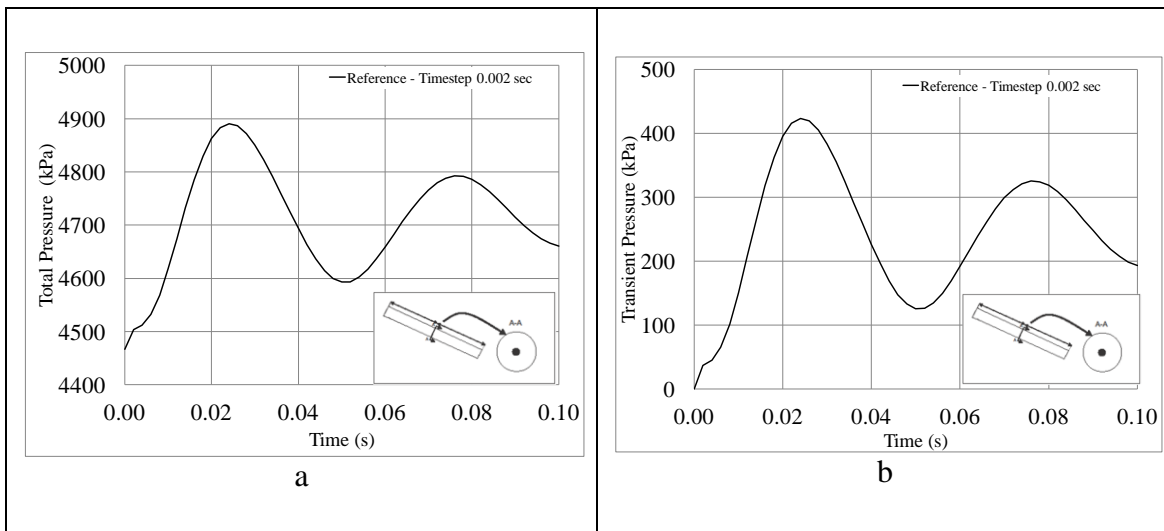 5000
4900
4800
4700
4600
4500
4400
Total Pressure (kPa)
Reference - Timestep 0.002 sec
A-A
0.00 0.02 0.04 0.06 0.08 0.10
Time (s)
a
500
400
300
200
100
0
Transient Pressure (kPa)
Reference - Timestep 0.002 sec
A-A
0.00 0.02 0.04 0.06 0.08 0.10
Time (s)
b